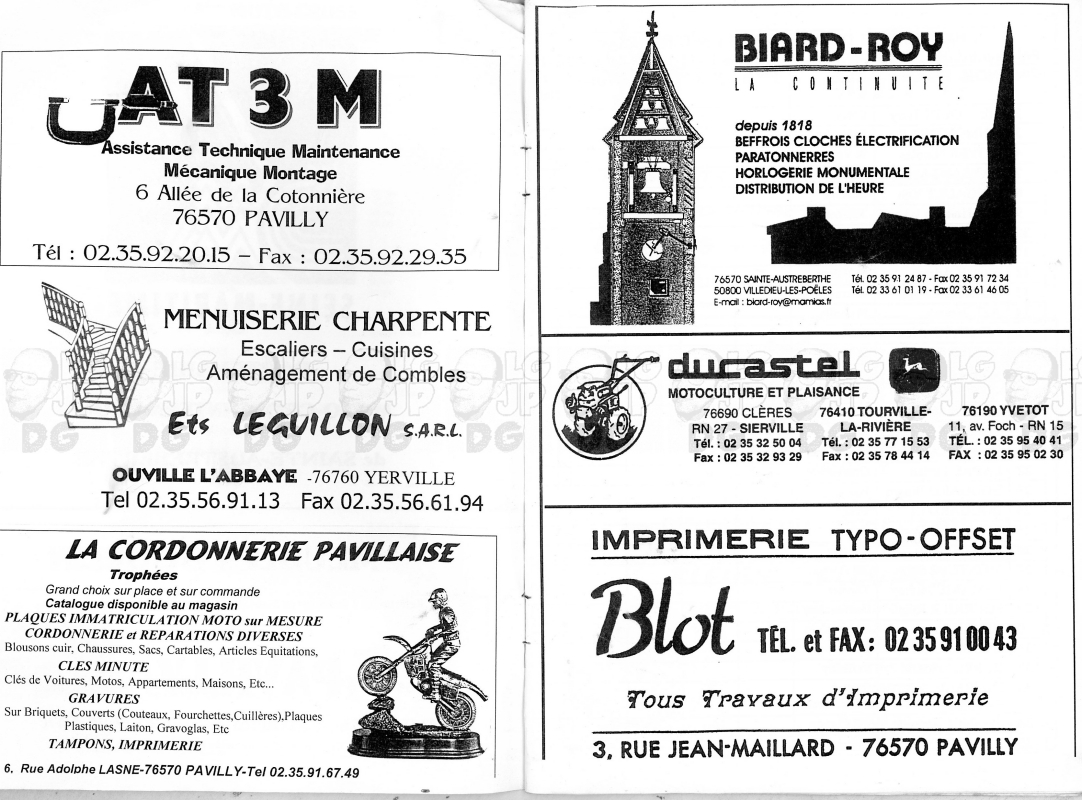 AT 3 M
Assistance Technique Maintenance
Mécanique Montage
6 Allée de la Cotonnière
76570 PAVILLY
Tél : 02.35.92.20.15 – Fax : 02.35.92.29.35
MENUISERIE CHARPENTE
Escaliers – Cuisines
Aménagement de Combles
Ets LEGUILLON S.A.R.L.
OUVILLE L'ABBAYE -76760 YERVILLE
Tel 02.35.56.91.13 Fax 02.35.56.61.94
LA CORDONNERIE PAVILLAISE
Trophées
Grand choix sur place et sur commande
Catalogue disponible au magasin
PLAQUES IMMATRICULATION MOTO sur MESURE
CORDONNERIE et REPARATIONS DIVERSES
Blousons cuir, Chaussures, Sacs, Cartables, Articles Equitations,
CLES MINUTE
Clés de Voitures, Motos, Appartements, Maisons, Etc...
GRAVURES
Sur Briquets, Couverts (Couteaux, Fourchettes,Cuillères),Plaques
Plastiques, Laiton, Gravoglas, Etc
TAMPONS, IMPRIMERIE
6, Rue Adolphe LASNE-76570 PAVILLY-Tel 02.35.91.67.49
BIARD-ROY
LA CONTINUITE
depuis 1818
BEFFROIS CLOCHES ÉLECTRIFICATION
PARATONNERRES
HORLOGERIE MONUMENTALE
DISTRIBUTION DE L'HEURE
76570 SAINTE-AUSTREBERTHE Tél. 02 35 91 24 87 - Fax 02 35 91 72 34
50800 VILLEDIEU-LES-POËLES Tél. 02 33 61 01 19 - Fax 02 33 61 46 05
E-mail : biard-roy@mamias.fr
ducastel
MOTOCULTURE ET PLAISANCE
76690 CLÈRES
RN 27 - SIERVILLE
Tél. : 02 35 32 50 04
Fax : 02 35 32 93 29
76410 TOURVILLE-
LA-RIVIÈRE
Tél. : 02 35 77 15 53
Fax : 02 35 78 44 14
76190 YVETOT
11, av. Foch - RN 15
TÉL. : 02 35 95 40 41
FAX : 02 35 95 02 30
IMPRIMERIE TYPO-OFFSET
Blot TÉL. et FAX : 02 35 91 00 43
Tous Travaux d'Imprimerie
3, RUE JEAN-MAILLARD - 76570 PAVILLY
LG JP DG